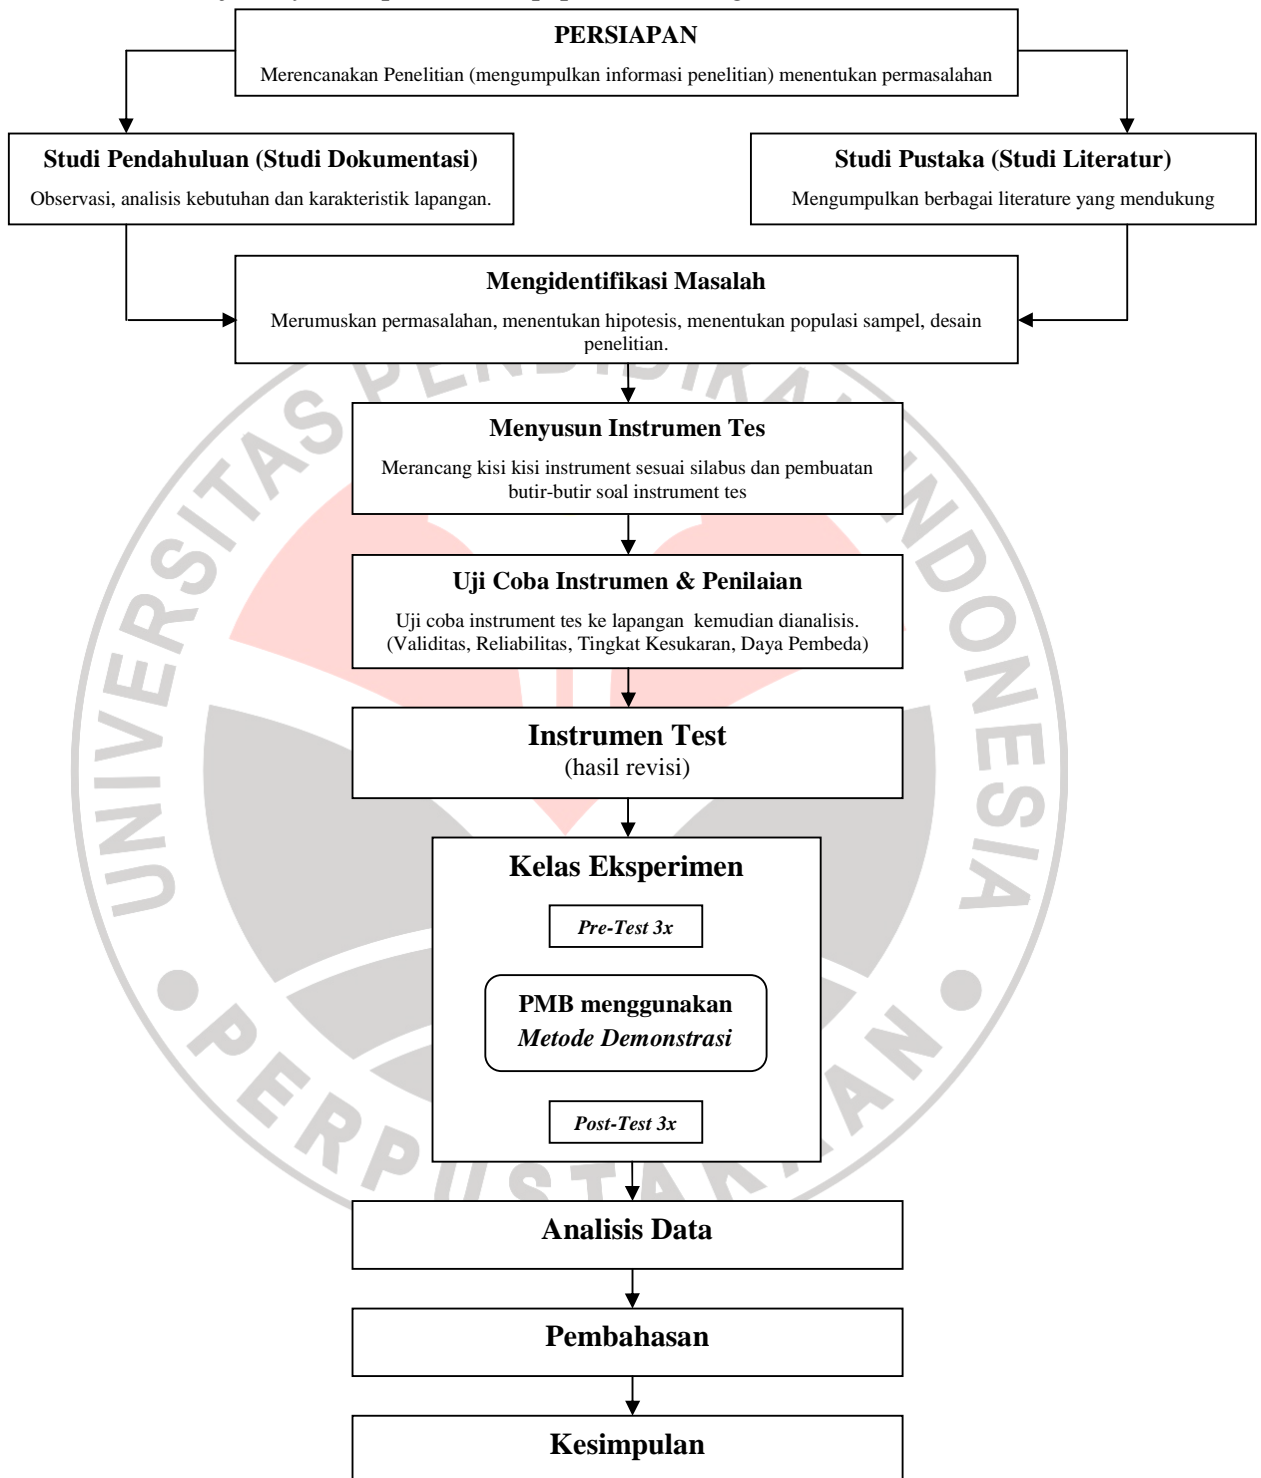 PERSIAPAN
Merencanakan Penelitian (mengumpulkan informasi penelitian) menentukan permasalahan
Studi Pendahuluan (Studi Dokumentasi)
Observasi, analisis kebutuhan dan karakteristik lapangan.
Studi Pustaka (Studi Literatur)
Mengumpulkan berbagai literature yang mendukung
Mengidentifikasi Masalah
Merumuskan permasalahan, menentukan hipotesis, menentukan populasi sampel, desain
penelitian.
Menyusun Instrumen Tes
Merancang kisi kisi instrument sesuai silabus dan pembuatan
butir-butir soal instrument tes
Uji Coba Instrumen & Penilaian
Uji coba instrument tes ke lapangan  kemudian dianalisis.
(Validitas, Reliabilitas, Tingkat Kesukaran, Daya Pembeda)
Instrumen Test
(hasil revisi)
Kelas Eksperimen
Pre-Test 3x
PMB menggunakan
Metode Demonstrasi
Post-Test 3x
Analisis Data
Pembahasan
Kesimpulan
UNIVERSITAS PENDIDIKAN INDONESIA
PERPUSTAKAAN